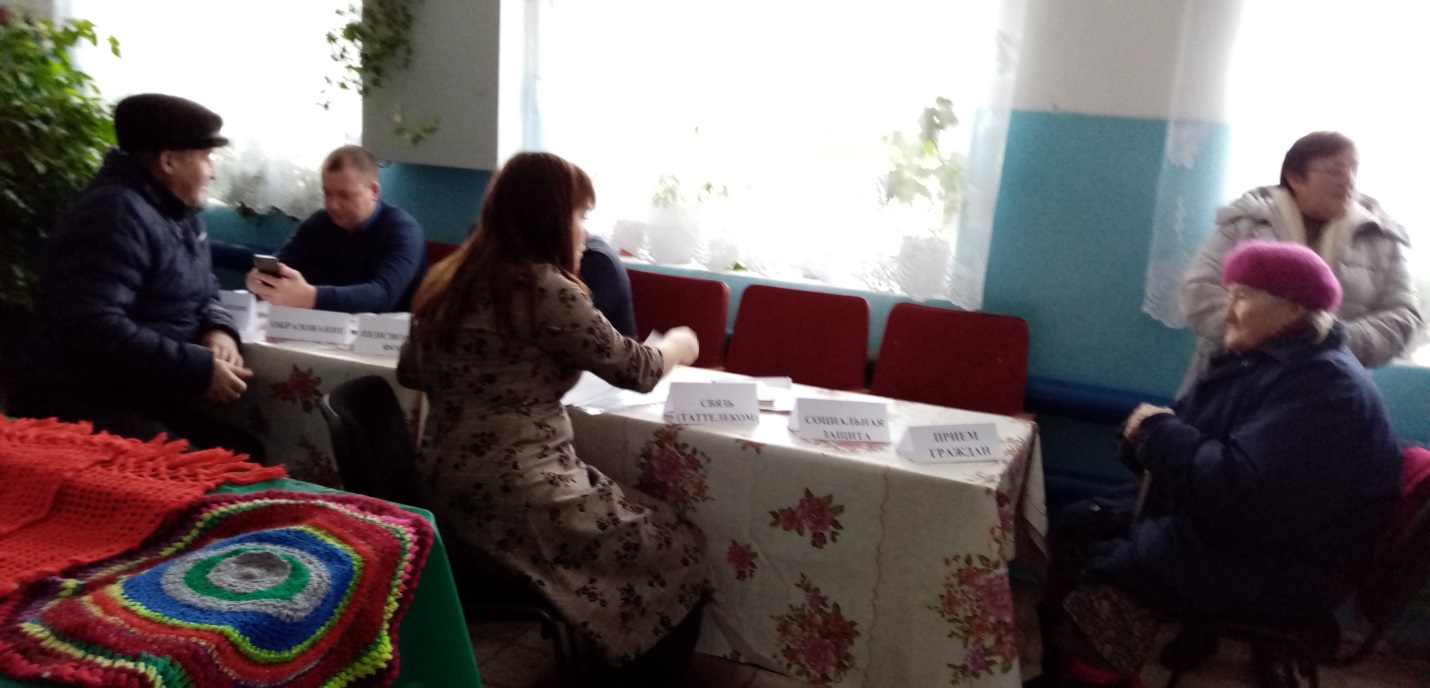 ОБРАЗОВАНИЕ
СВЯЗЬ
(ТАТТЕЛЕКОМ)
СОЦИАЛЬНАЯ
ЗАЩИТА
ПРИЕМ
ГРАЖДАН